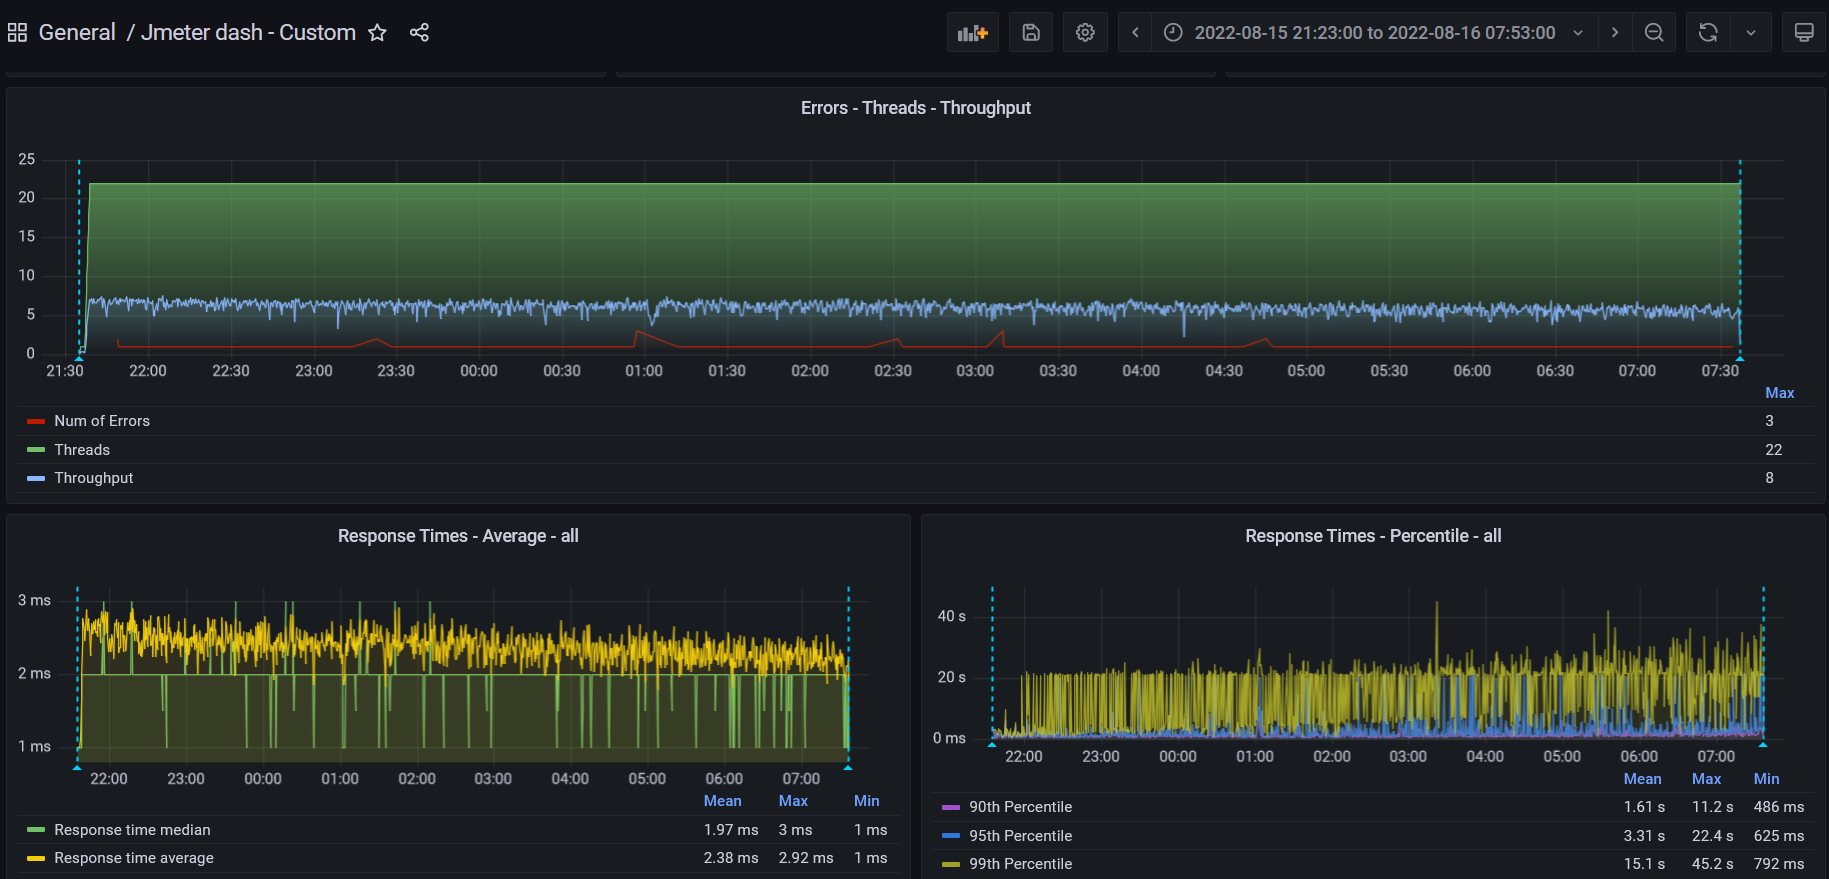 General / Jmeter dash - Custom
2022-08-15 21:23:00 to 2022-08-16 07:53:00
Errors - Threads - Throughput
25
20
15
10
5
0
21:30 22:00 22:30 23:00 23:30 00:00 00:30 01:00 01:30 02:00 02:30 03:00 03:30 04:00 04:30 05:00 05:30 06:00 06:30 07:00 07:30
Max
Num of Errors 3
Threads 22
Throughput 8
Response Times - Average - all
3 ms
2 ms
1 ms
22:00 23:00 00:00 01:00 02:00 03:00 04:00 05:00 06:00 07:00
Mean Max Min
Response time median 1.97 ms 3 ms 1 ms
Response time average 2.38 ms 2.92 ms 1 ms
Response Times - Percentile - all
40 s
20 s
0 ms
22:00 23:00 00:00 01:00 02:00 03:00 04:00 05:00 06:00 07:00
Mean Max Min
90th Percentile 1.61 s 11.2 s 486 ms
95th Percentile 3.31 s 22.4 s 625 ms
99th Percentile 15.1 s 45.2 s 792 ms